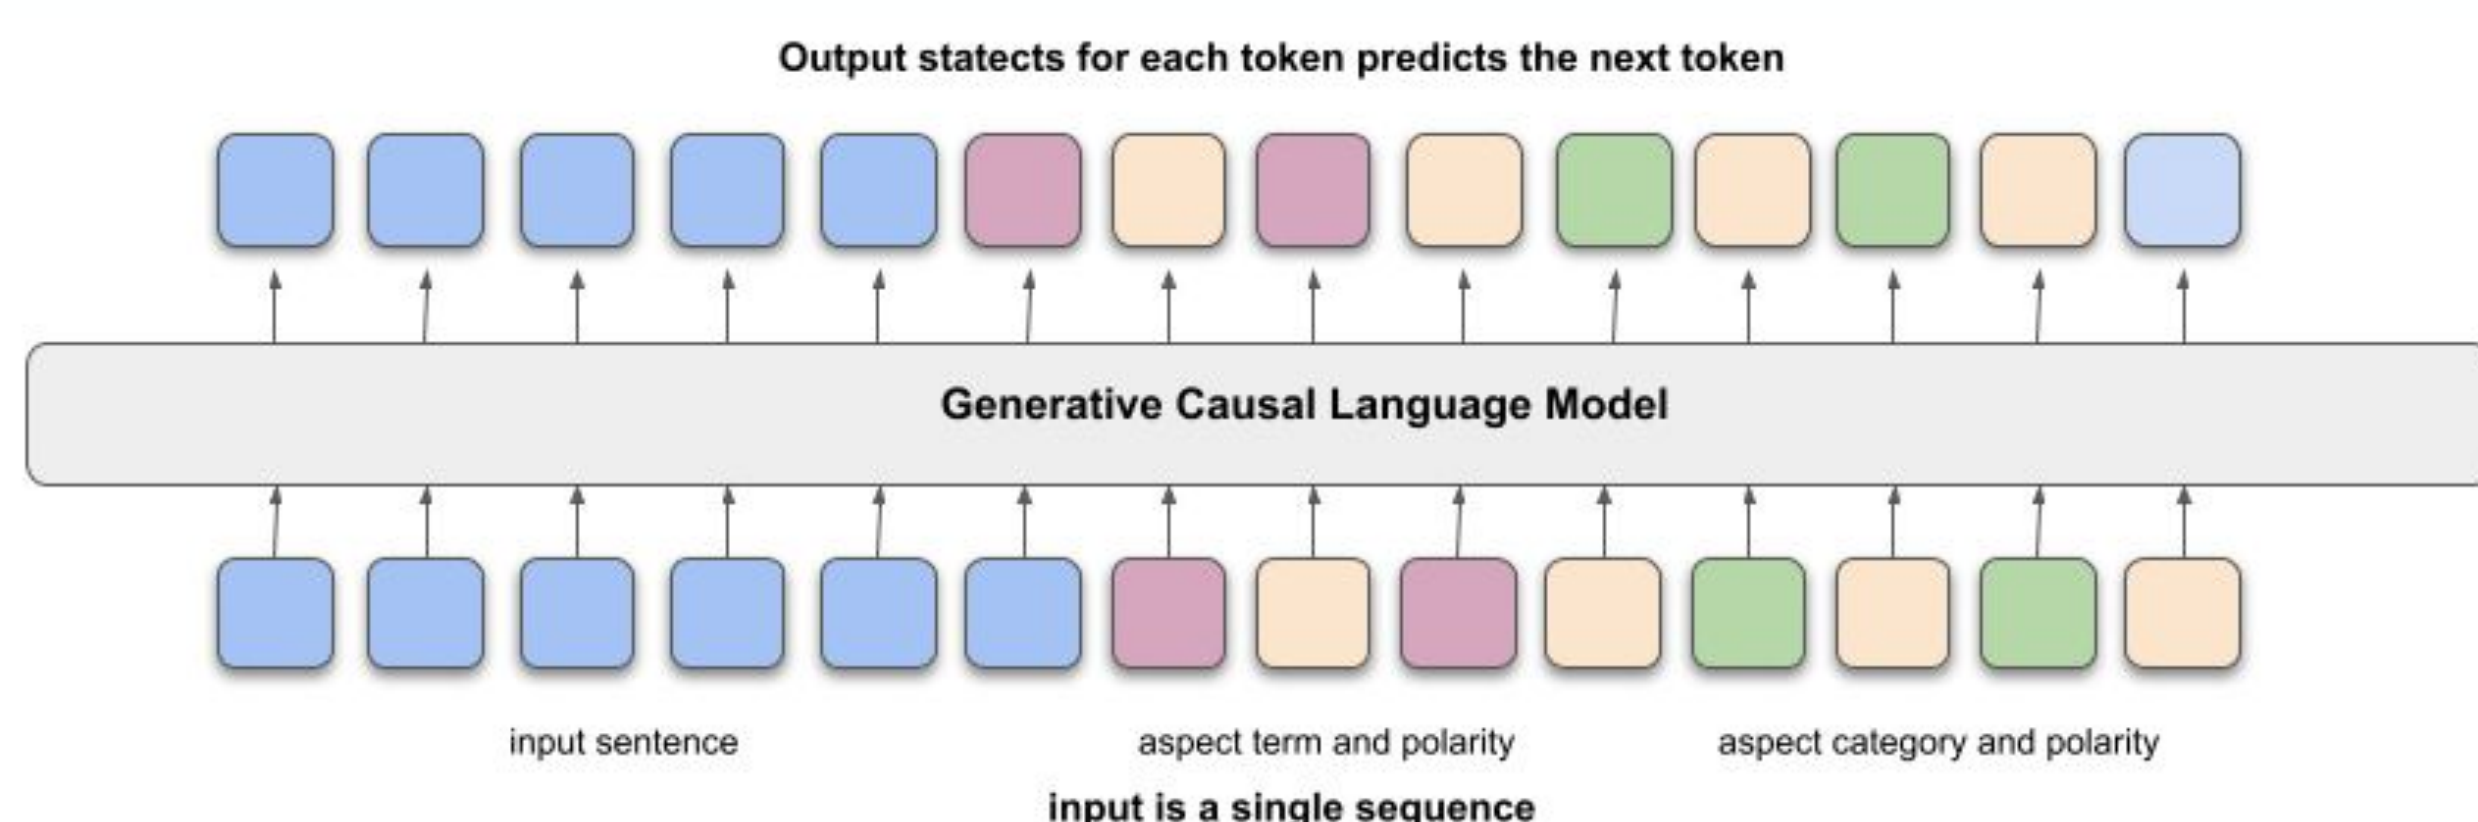 Output statects for each token predicts the next token
Generative Causal Language Model
input sentence
aspect term and polarity
aspect category and polarity
input is a single sequence